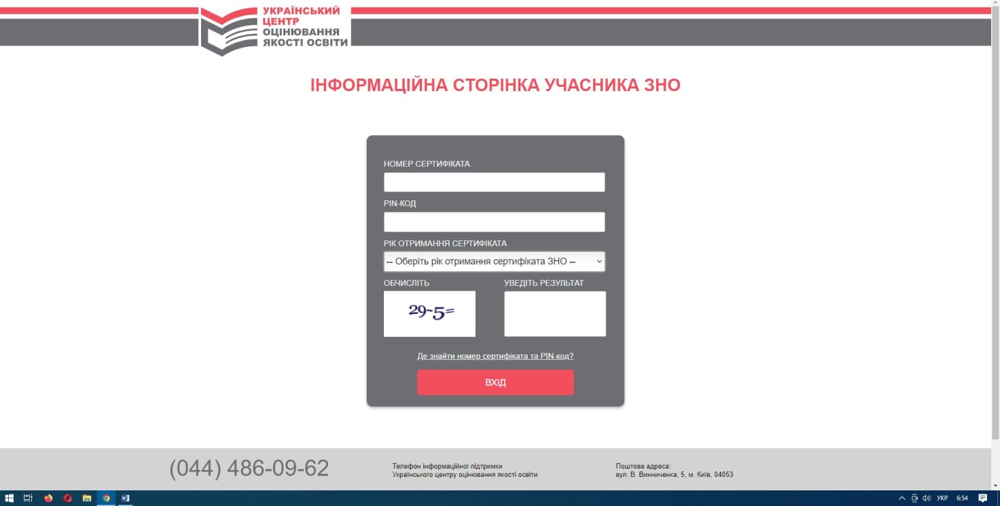 УКРАЇНСЬКИЙ
ЦЕНТР
ОЦІНЮВАННЯ
ЯКОСТІ ОСВІТИ
ІНФОРМАЦІЙНА СТОРІНКА УЧАСНИКА ЗНО
НОМЕР СЕРТИФІКАТА
PIN-КОД
РІК ОТРИМАННЯ СЕРТИФІКАТА
-- Оберіть рік отримання сертифіката ЗНО --
ОБЧИСЛІТЬ
УВЕДІТЬ РЕЗУЛЬТАТ
29-5=
Де знайти номер сертифіката та PIN-код?
ВХІД
(044) 486-09-62
Телефон інформаційної підтримки
Українського центру оцінювання якості освіти
Поштова адреса:
вул. В. Винниченка, 5, м. Київ, 04053
УКР
6:54